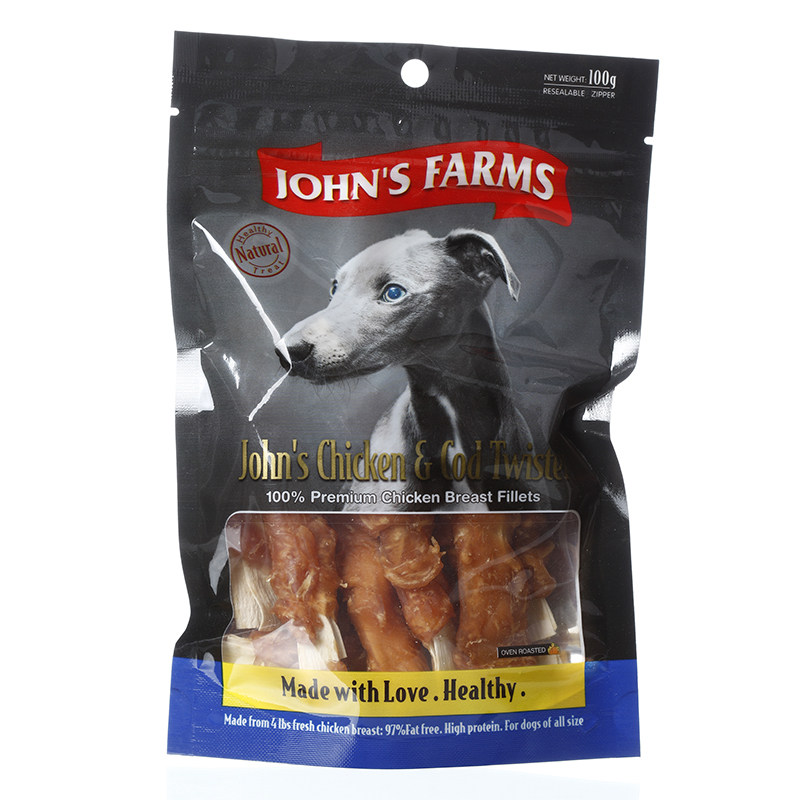 NET WEIGHT: 100g
RESEALABLE ZIPPER
JOHN'S FARMS
Healthy
Natural
Treat
John's Chicken & Cod
100% Premium Chicken Breast Fillets
OVEN ROASTED
Made with Love . Healthy .
Made from 4 lbs fresh chicken breast: 97%Fat free. High protein. For dogs of all size